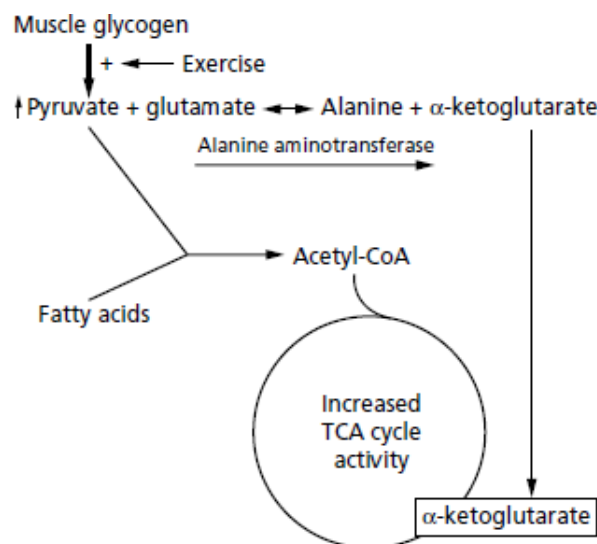 Muscle glycogen
+ Exercise
Pyruvate + glutamate Alanine + α-ketoglutarate
Alanine aminotransferase
Acetyl-CoA
Fatty acids
Increased
TCA cycle
activity
α-ketoglutarate